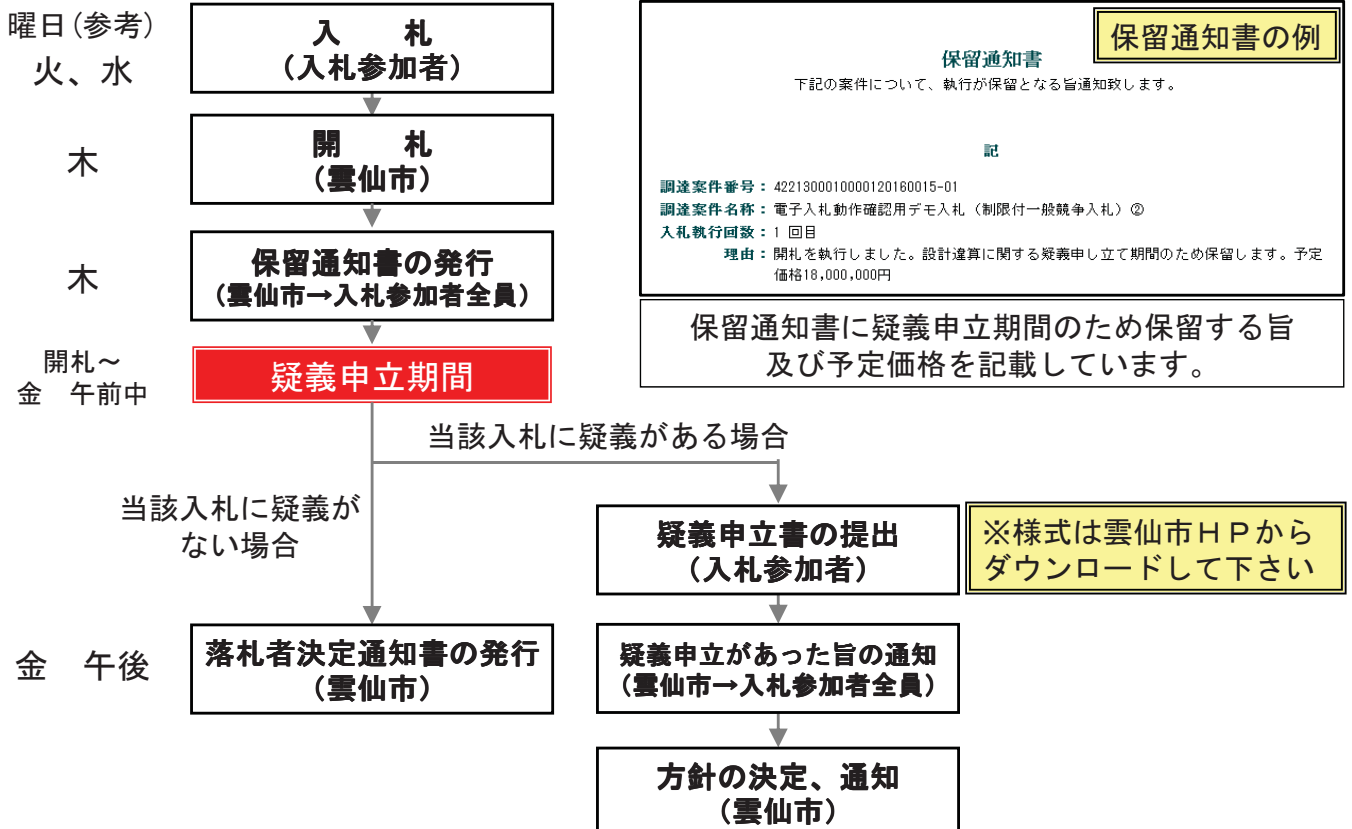 曜日(参考)
火、水
入　　札
(入札参加者)
木
開　　札
(雲仙市)
木
保留通知書の発行
(雲仙市→入札参加者全員)
開札～
金　午前中
疑義申立期間
保留通知書の例
保留通知書
下記の案件について、執行が保留となる旨通知致します。
記
調達案件番号：4221300010000120160015-01
調達案件名称：電子入札動作確認用デモ入札（制限付一般競争入札）②
入札執行回数：1 回目
理由：開札を執行しました。設計違算に関する疑義申し立て期間のため保留します。予定
価格18,000,000円
保留通知書に疑義申立期間のため保留する旨
及び予定価格を記載しています。
当該入札に疑義がある場合
当該入札に疑義が
ない場合
疑義申立書の提出
(入札参加者)
※様式は雲仙市ＨＰから
ダウンロードして下さい
金　午後
落札者決定通知書の発行
(雲仙市)
疑義申立があった旨の通知
(雲仙市→入札参加者全員)
方針の決定、通知
(雲仙市)